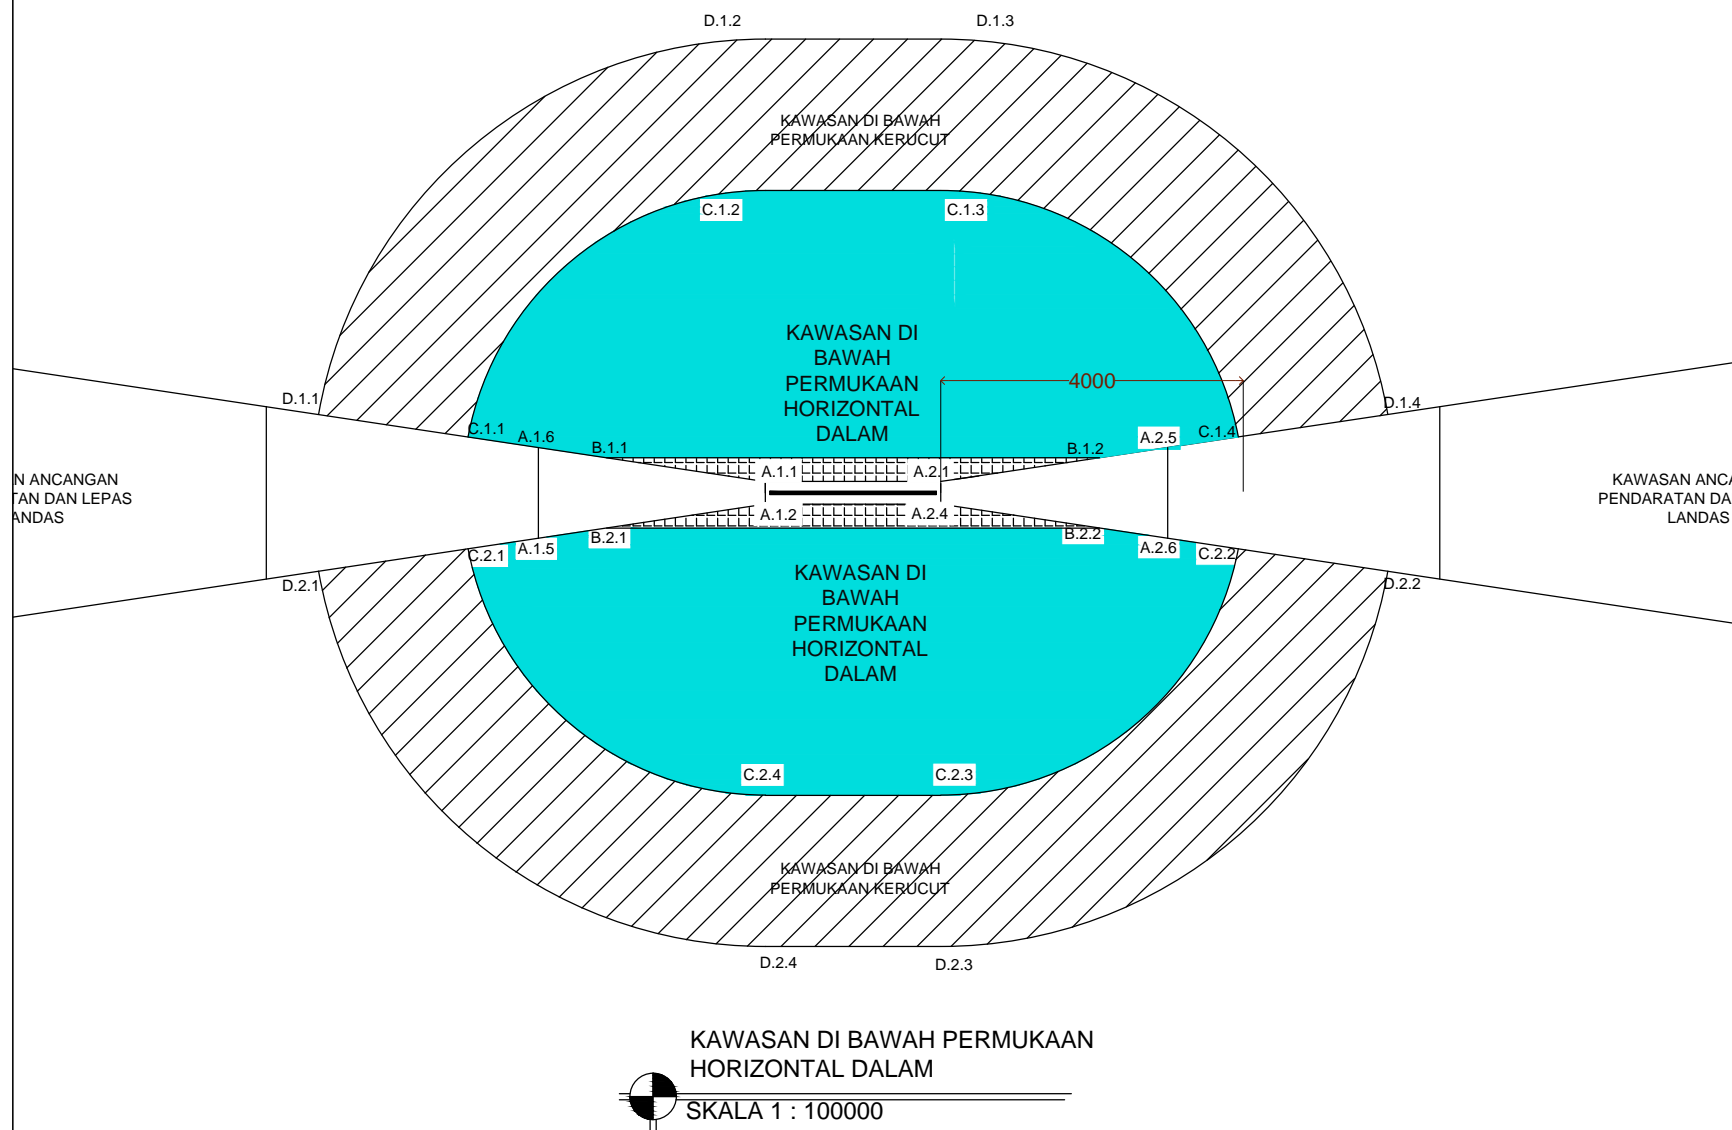 D.1.2
D.1.3
KAWASAN DI BAWAH
PERMUKAAN KERUCUT
C.1.2
C.1.3
KAWASAN DI
BAWAH
PERMUKAAN
HORIZONTAL
DALAM
4000
D.1.1
D.1.4
C.1.1
A.1.6
B.1.1
B.1.2
A.2.5
C.1.4
A.1.1
A.2.1
N ANCANGAN
TAN DAN LEPAS
ANDAS
KAWASAN ANCA
PENDARATAN DA
LANDAS
A.1.2
A.2.4
B.2.1
B.2.2
C.2.1
A.1.5
A.2.6
C.2.2
D.2.1
D.2.2
KAWASAN DI
BAWAH
PERMUKAAN
HORIZONTAL
DALAM
C.2.4
C.2.3
KAWASAN DI BAWAH
PERMUKAAN KERUCUT
D.2.4
D.2.3
KAWASAN DI BAWAH PERMUKAAN
HORIZONTAL DALAM
SKALA 1 : 100000